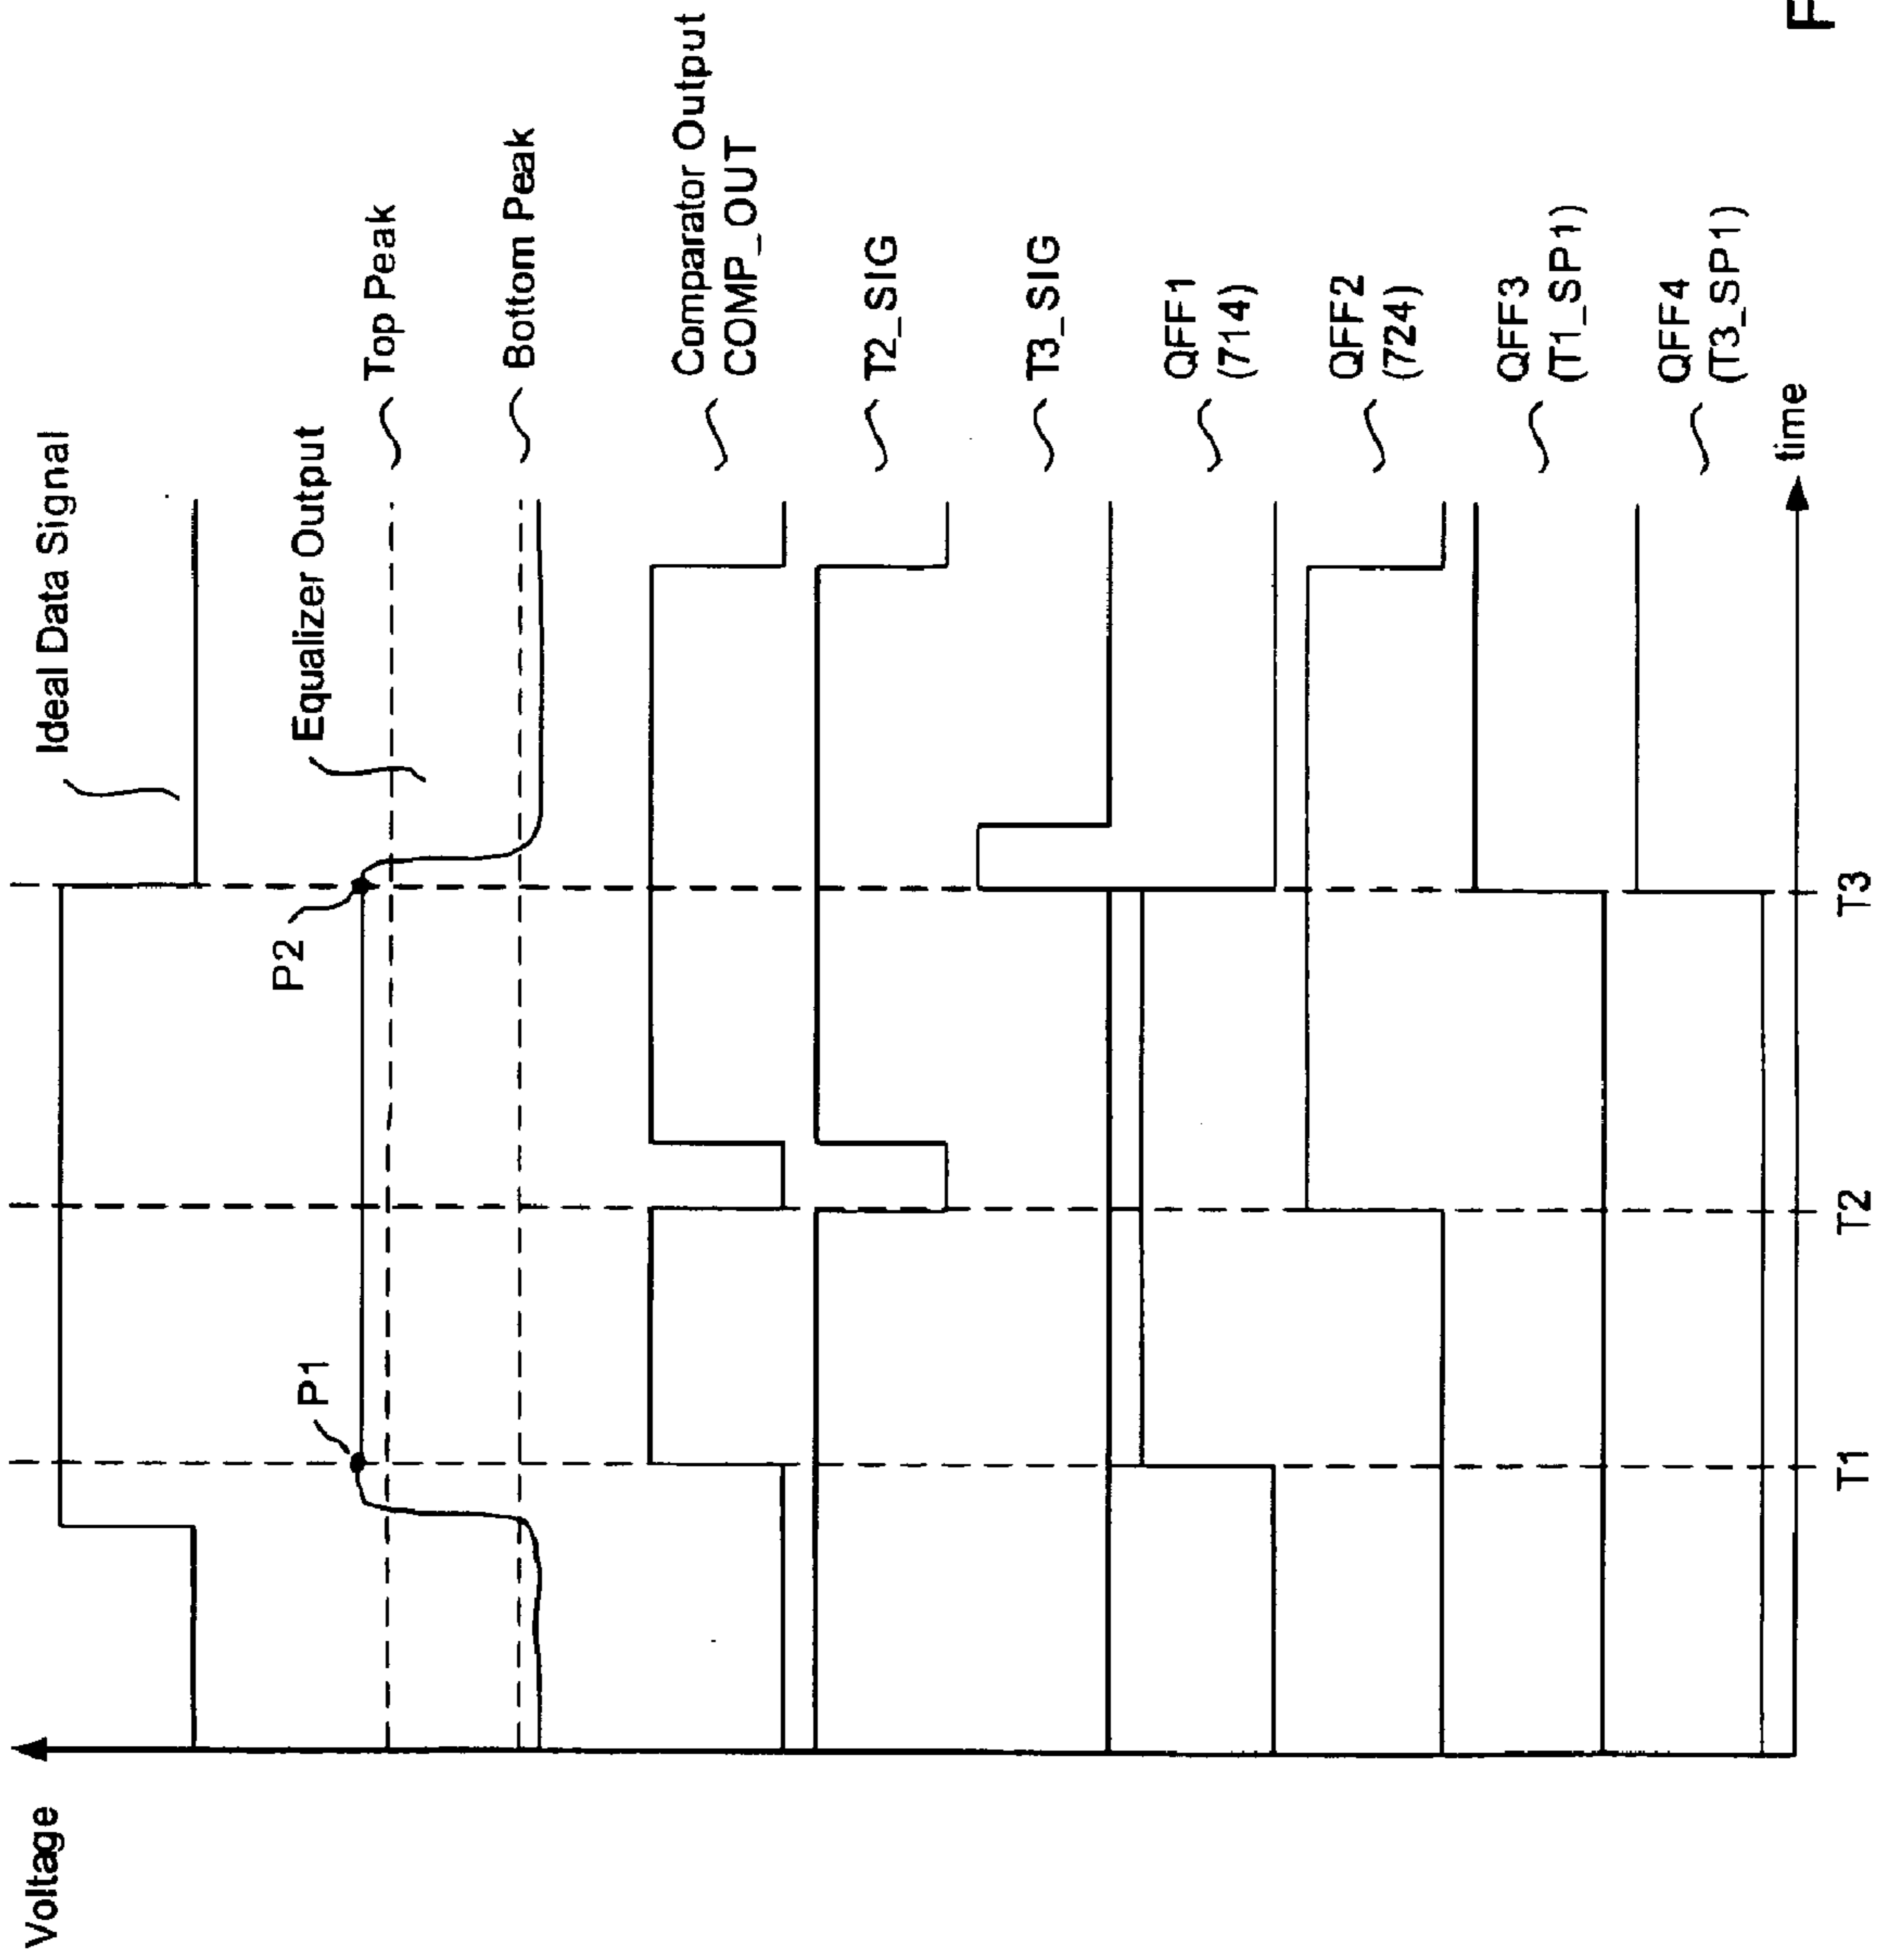 Voltage
Ideal Data Signal
Equalizer Output
Top Peak
Bottom Peak
P1
P2
Comparator Output
COMP_OUT
T2_SIG
T3_SIG
QFF1
(714)
QFF2
(724)
QFF3
(T1_SP1)
QFF4
(T3_SP1)
time
T1
T2
T3
F